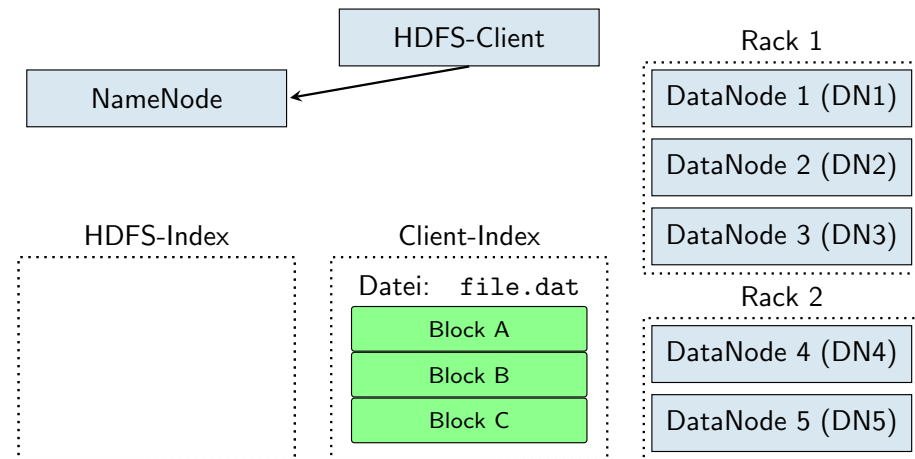 HDFS-Client
NameNode
Rack 1
DataNode 1 (DN1)
DataNode 2 (DN2)
DataNode 3 (DN3)
HDFS-Index
Client-Index
Datei: file.dat
Block A
Block B
Block C
Rack 2
DataNode 4 (DN4)
DataNode 5 (DN5)